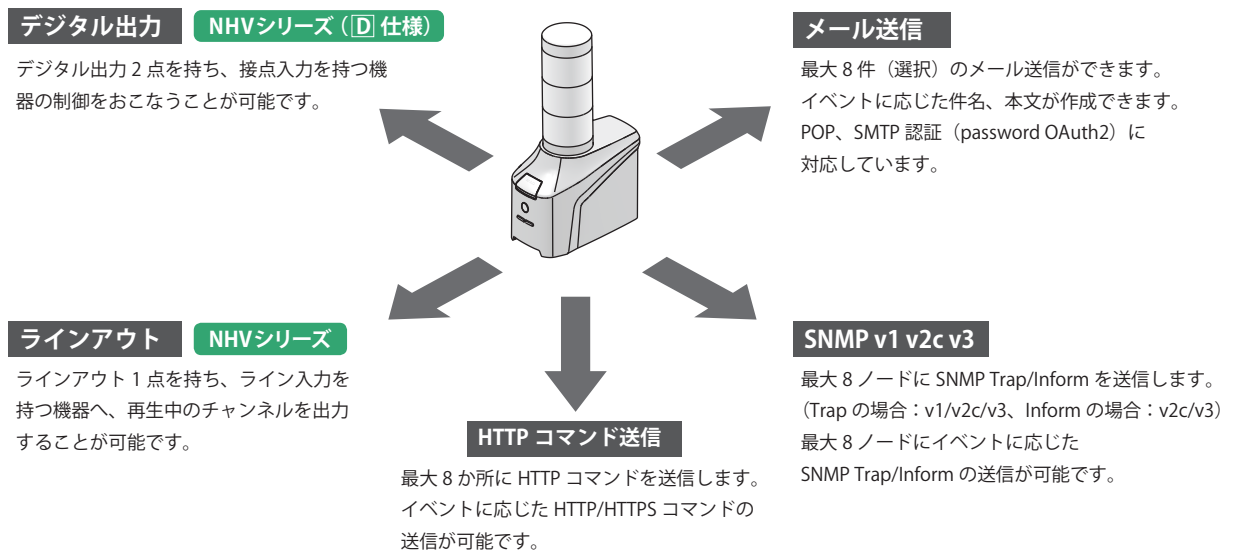 デジタル出力 NHVシリーズ（D 仕様）
デジタル出力 2 点を持ち、接点入力を持つ機
器の制御をおこなうことが可能です。
メール送信
最大 8 件（選択）のメール送信ができます。
イベントに応じた件名、本文が作成できます。
POP、SMTP 認証（password OAuth2）に
対応しています。
ラインアウト NHVシリーズ
ラインアウト 1 点を持ち、ライン入力を
持つ機器へ、再生中のチャンネルを出力
することが可能です。
HTTP コマンド送信
最大 8 か所に HTTP コマンドを送信します。
イベントに応じた HTTP/HTTPS コマンドの
送信が可能です。
SNMP v1 v2c v3
最大 8 ノードに SNMP Trap/Inform を送信します。
（Trap の場合：v1/v2c/v3、Inform の場合：v2c/v3）
最大 8 ノードにイベントに応じた
SNMP Trap/Inform の送信が可能です。